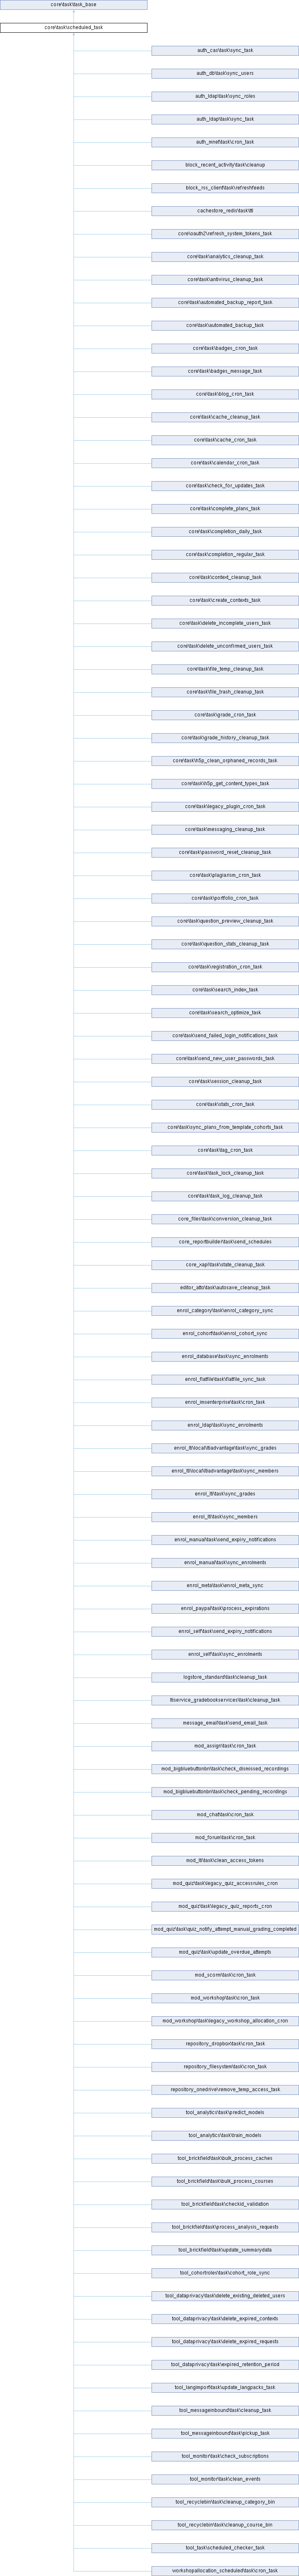 core\task\task_base
core\task\scheduled_task
auth_cas\task\sync_task
auth_db\task\sync_users
auth_ldap\task\sync_roles
auth_ldap\task\sync_task
auth_mnet\task\cron_task
block_recent_activity\task\cleanup
block_rss_client\task\refreshfeeds
cachestore_redis\task\ttl
core\oauth2\refresh_system_tokens_task
core\task\analytics_cleanup_task
core\task\antivirus_cleanup_task
core\task\automated_backup_report_task
core\task\automated_backup_task
core\task\badges_cron_task
core\task\badges_message_task
core\task\blog_cron_task
core\task\cache_cleanup_task
core\task\cache_cron_task
core\task\calendar_cron_task
core\task\check_for_updates_task
core\task\complete_plans_task
core\task\completion_daily_task
core\task\completion_regular_task
core\task\context_cleanup_task
core\task\create_contexts_task
core\task\delete_incomplete_users_task
core\task\delete_unconfirmed_users_task
core\task\file_temp_cleanup_task
core\task\file_trash_cleanup_task
core\task\grade_cron_task
core\task\grade_history_cleanup_task
core\task\h5p_clean_orphaned_records_task
core\task\h5p_get_content_types_task
core\task\legacy_plugin_cron_task
core\task\messaging_cleanup_task
core\task\password_reset_cleanup_task
core\task\plagiarism_cron_task
core\task\portfolio_cron_task
core\task\question_preview_cleanup_task
core\task\question_stats_cleanup_task
core\task\registration_cron_task
core\task\search_index_task
core\task\search_optimize_task
core\task\send_failed_login_notifications_task
core\task\send_new_user_passwords_task
core\task\session_cleanup_task
core\task\stats_cron_task
core\task\sync_plans_from_template_cohorts_task
core\task\tag_cron_task
core\task\task_lock_cleanup_task
core\task\task_log_cleanup_task
core_files\task\conversion_cleanup_task
core_reportbuilder\task\send_schedules
core_xapi\task\state_cleanup_task
editor_atto\task\autosave_cleanup_task
enrol_category\task\enrol_category_sync
enrol_cohort\task\enrol_cohort_sync
enrol_database\task\sync_enrolments
enrol_flatfile\task\flatfile_sync_task
enrol_imsenterprise\task\cron_task
enrol_ldap\task\sync_enrolments
enrol_lti\local\ltiadvantage\task\sync_grades
enrol_lti\local\ltiadvantage\task\sync_members
enrol_lti\task\sync_grades
enrol_lti\task\sync_members
enrol_manual\task\send_expiry_notifications
enrol_manual\task\sync_enrolments
enrol_meta\task\enrol_meta_sync
enrol_paypal\task\process_expirations
enrol_self\task\send_expiry_notifications
enrol_self\task\sync_enrolments
logstore_standard\task\cleanup_task
ltiservice_gradebookservices\task\cleanup_task
message_email\task\send_email_task
mod_assign\task\cron_task
mod_bigbluebuttonbn\task\check_dismissed_recordings
mod_bigbluebuttonbn\task\check_pending_recordings
mod_chat\task\cron_task
mod_forum\task\cron_task
mod_lti\task\clean_access_tokens
mod_quiz\task\legacy_quiz_accessrules_cron
mod_quiz\task\legacy_quiz_reports_cron
mod_quiz\task\quiz_notify_attempt_manual_grading_completed
mod_quiz\task\update_overdue_attempts
mod_scorm\task\cron_task
mod_workshop\task\cron_task
mod_workshop\task\legacy_workshop_allocation_cron
repository_dropbox\task\cron_task
repository_filesystem\task\cron_task
repository_onedrive\remove_temp_access_task
tool_analytics\task\predict_models
tool_analytics\task\train_models
tool_brickfield\task\bulk_process_caches
tool_brickfield\task\bulk_process_courses
tool_brickfield\task\checkid_validation
tool_brickfield\task\process_analysis_requests
tool_brickfield\task\update_summarydata
tool_cohortroles\task\cohort_role_sync
tool_dataprivacy\task\delete_existing_deleted_users
tool_dataprivacy\task\delete_expired_contexts
tool_dataprivacy\task\delete_expired_requests
tool_dataprivacy\task\expired_retention_period
tool_langimport\task\update_langpacks_task
tool_messageinbound\task\cleanup_task
tool_messageinbound\task\pickup_task
tool_monitor\task\check_subscriptions
tool_monitor\task\clean_events
tool_recyclebin\task\cleanup_category_bin
tool_recyclebin\task\cleanup_course_bin
tool_task\scheduled_checker_task
workshopallocation_scheduled\task\cron_task